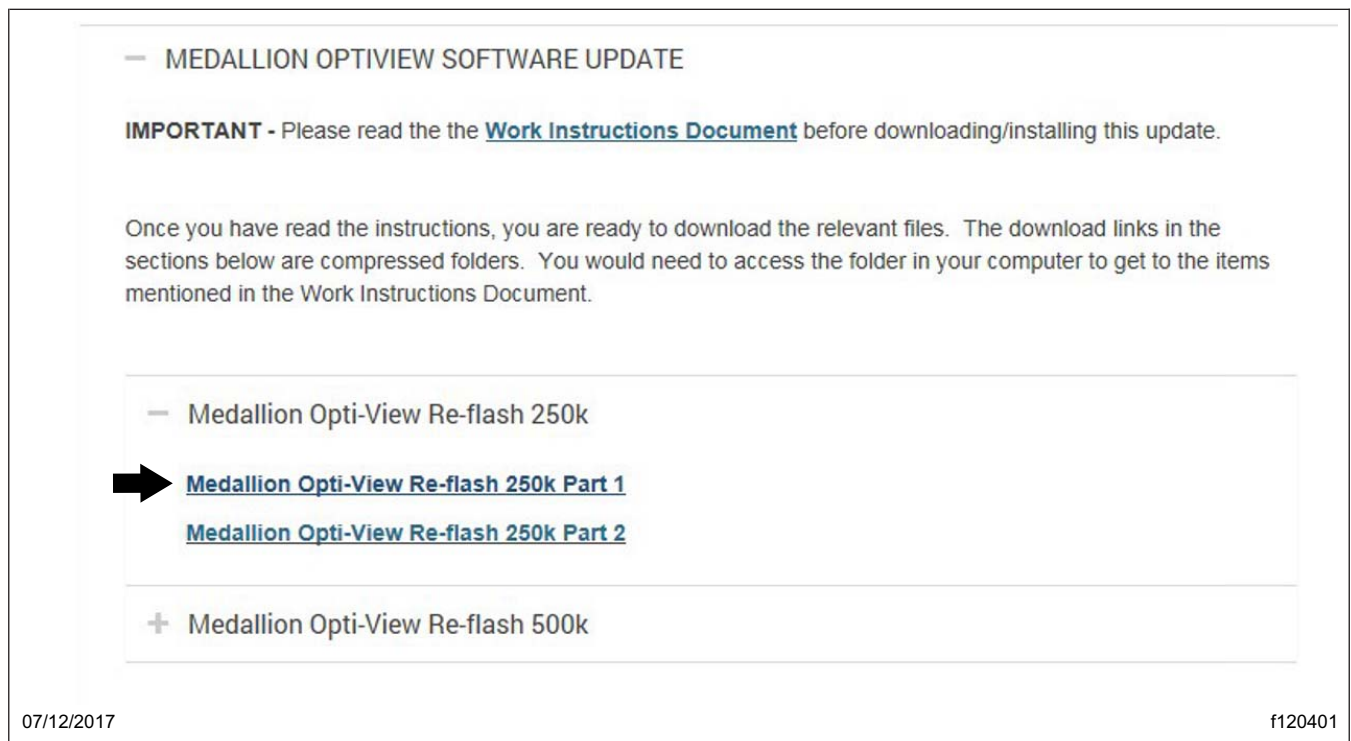 MEDALLION OPTIVIEW SOFTWARE UPDATE
IMPORTANT - Please read the the Work Instructions Document before downloading/installing this update.
Once you have read the instructions, you are ready to download the relevant files. The download links in the
sections below are compressed folders. You would need to access the folder in your computer to get to the items
mentioned in the Work Instructions Document.
Medallion Opti-View Re-flash 250k
Medallion Opti-View Re-flash 250k Part 1
Medallion Opti-View Re-flash 250k Part 2
Medallion Opti-View Re-flash 500k
07/12/2017
f120401